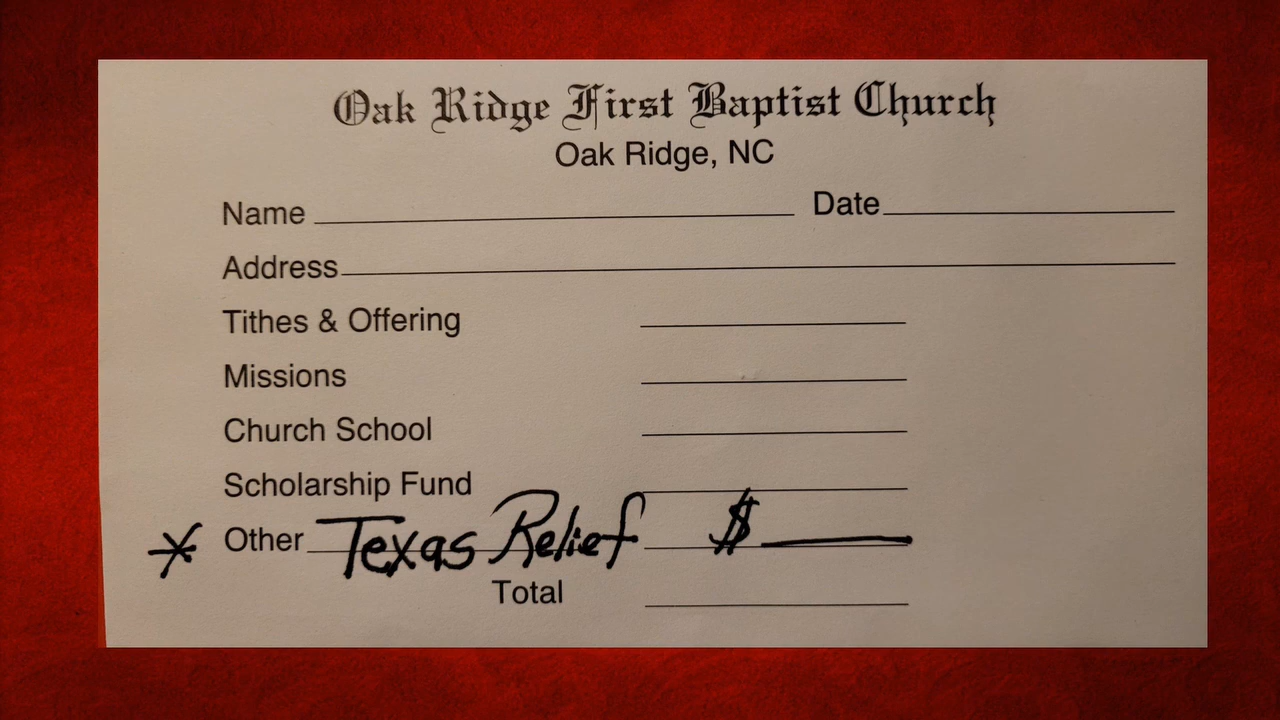 Oak Ridge First Baptist Church
Oak Ridge, NC
Name Date
Address
Tithes & Offering
Missions
Church School
Scholarship Fund
* Other Texas Relief $
Total